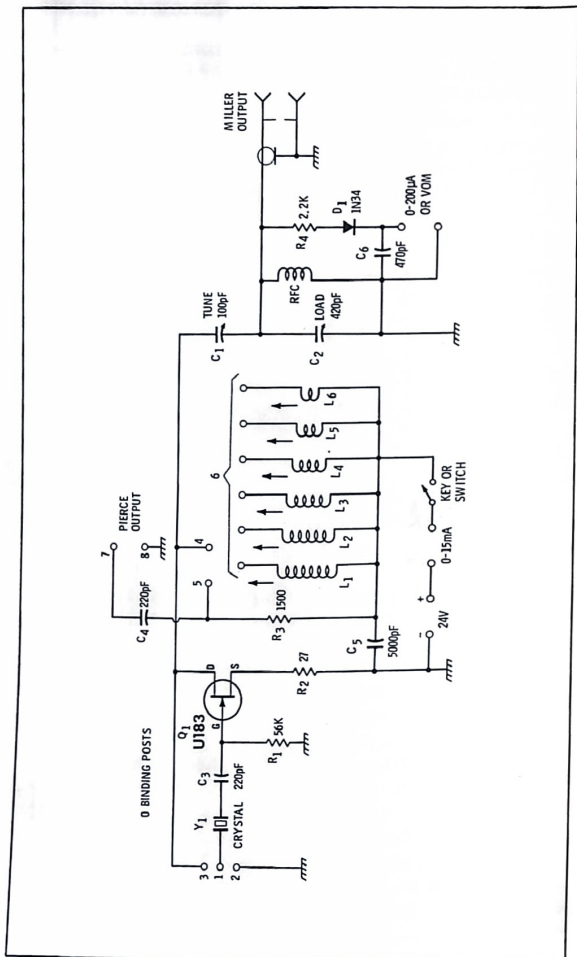 0 BINDING POSTS
3
1
2
Y1
CRYSTAL
C3
220pF
Q1
U183
G
D
S
R1
56K
R2
27
C4
220pF
7
PIERCE
OUTPUT
8
5
4
R3
1500
C5
5000pF
6
L1
L2
L3
L4
L5
L6
- 24V +
0-15mA
KEY OR
SWITCH
TUNE
100pF
C1
C2
LOAD
420pF
RFC
R4
2.2K
D1
1N34
C6
470pF
0-200µA
OR VOM
MILLER
OUTPUT